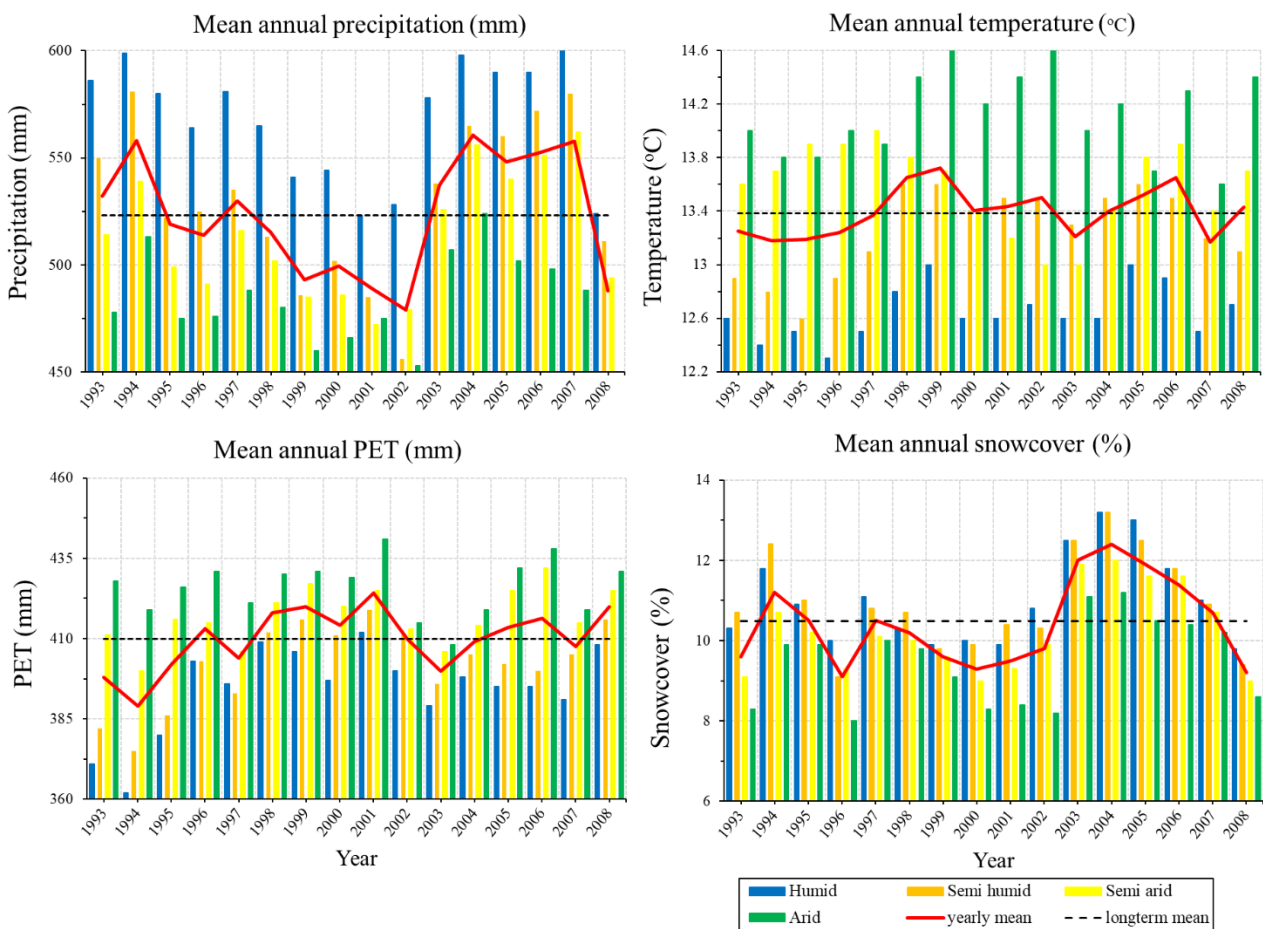 Mean annual precipitation (mm)
Precipitation (mm)
600
550
500
450
1993 1994 1995 1996 1997 1998 1999 2000 2001 2002 2003 2004 2005 2006 2007 2008
Mean annual temperature (°C)
Temperature (°C)
14.6
14.2
13.8
13.4
13
12.6
12.2
1993 1994 1995 1996 1997 1998 1999 2000 2001 2002 2003 2004 2005 2006 2007 2008
Mean annual PET (mm)
PET (mm)
460
435
410
385
360
1993 1994 1995 1996 1997 1998 1999 2000 2001 2002 2003 2004 2005 2006 2007 2008
Year
Mean annual snowcover (%)
Snowcover (%)
14
12
10
8
6
1993 1994 1995 1996 1997 1998 1999 2000 2001 2002 2003 2004 2005 2006 2007 2008
Year
Humid Semi humid Semi arid
Arid yearly mean longterm mean